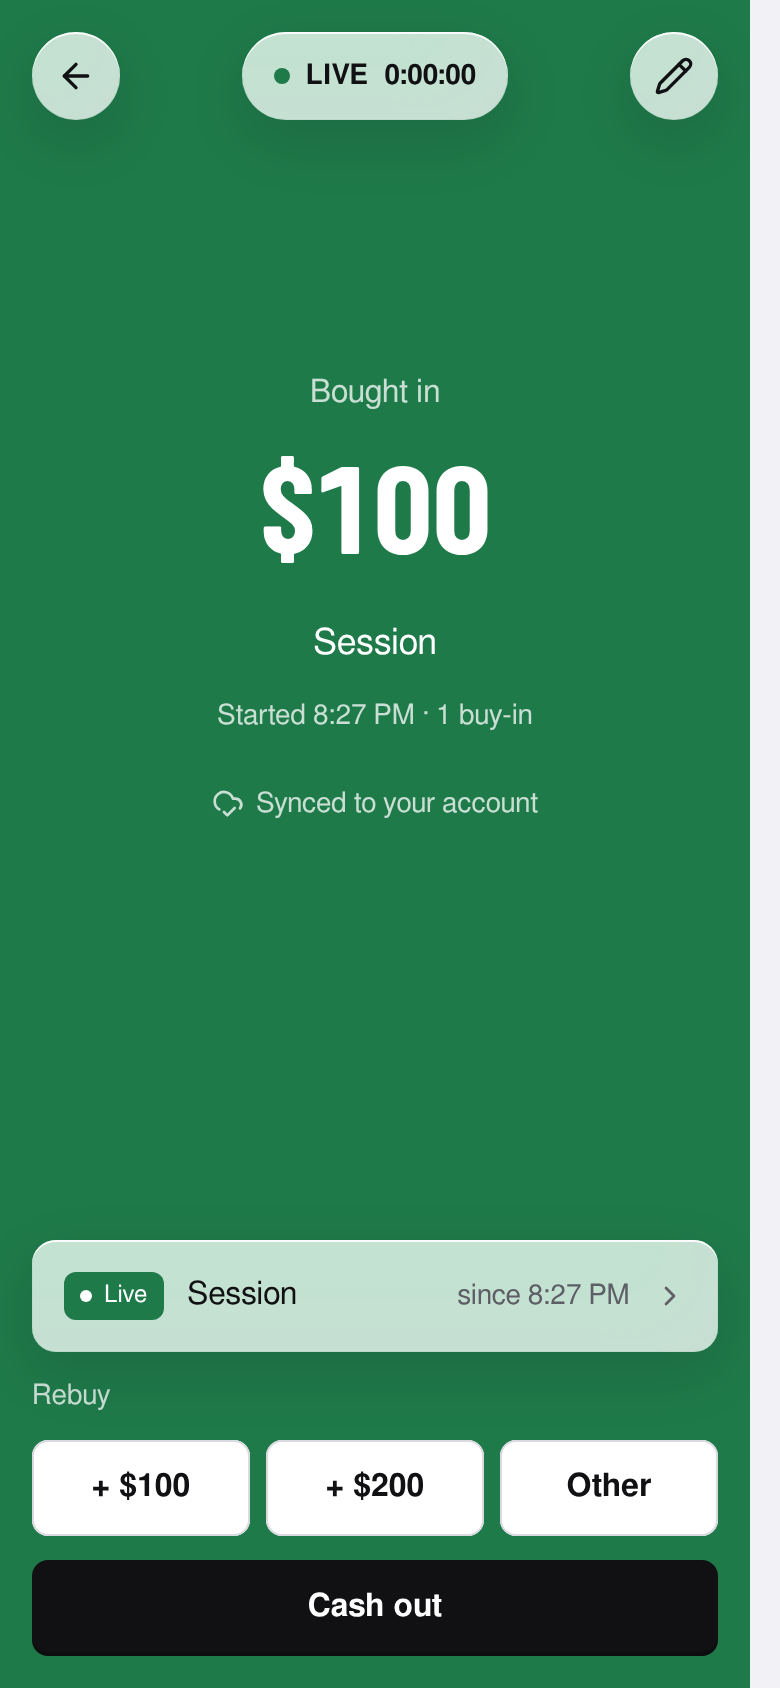 LIVE 0:00:00
Bought in
$100
Session
Started 8:27 PM · 1 buy-in
Synced to your account
Live Session since 8:27 PM
Rebuy
+ $100 + $200 Other
Cash out